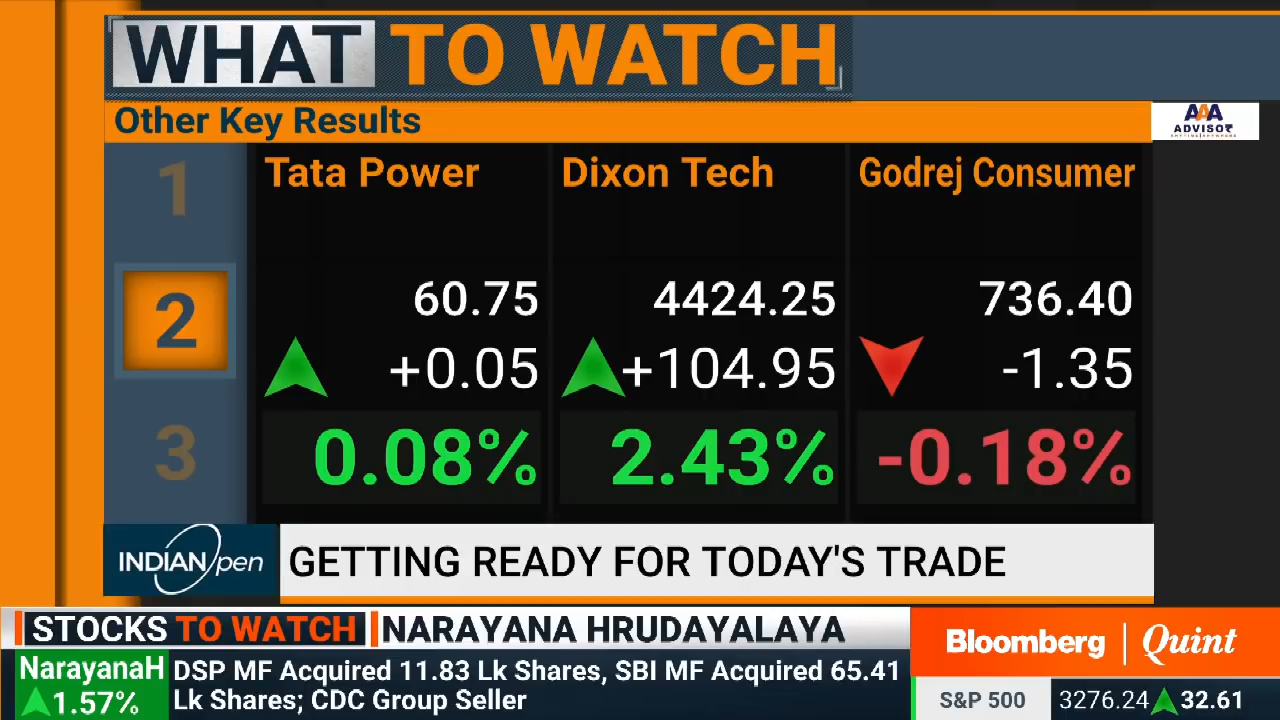 WHAT TO WATCH
Other Key Results
AAA
ADVISO₹
1
2
3
Tata Power
60.75
+0.05
0.08%
Dixon Tech
4424.25
+104.95
2.43%
Godrej Consumer
736.40
-1.35
-0.18%
INDIAN Open
GETTING READY FOR TODAY'S TRADE
STOCKS TO WATCH
NARAYANA HRUDAYALAYA
NarayanaH
1.57%
DSP MF Acquired 11.83 Lk Shares, SBI MF Acquired 65.41
Lk Shares; CDC Group Seller
Bloomberg | Quint
S&P 500 3276.24 32.61